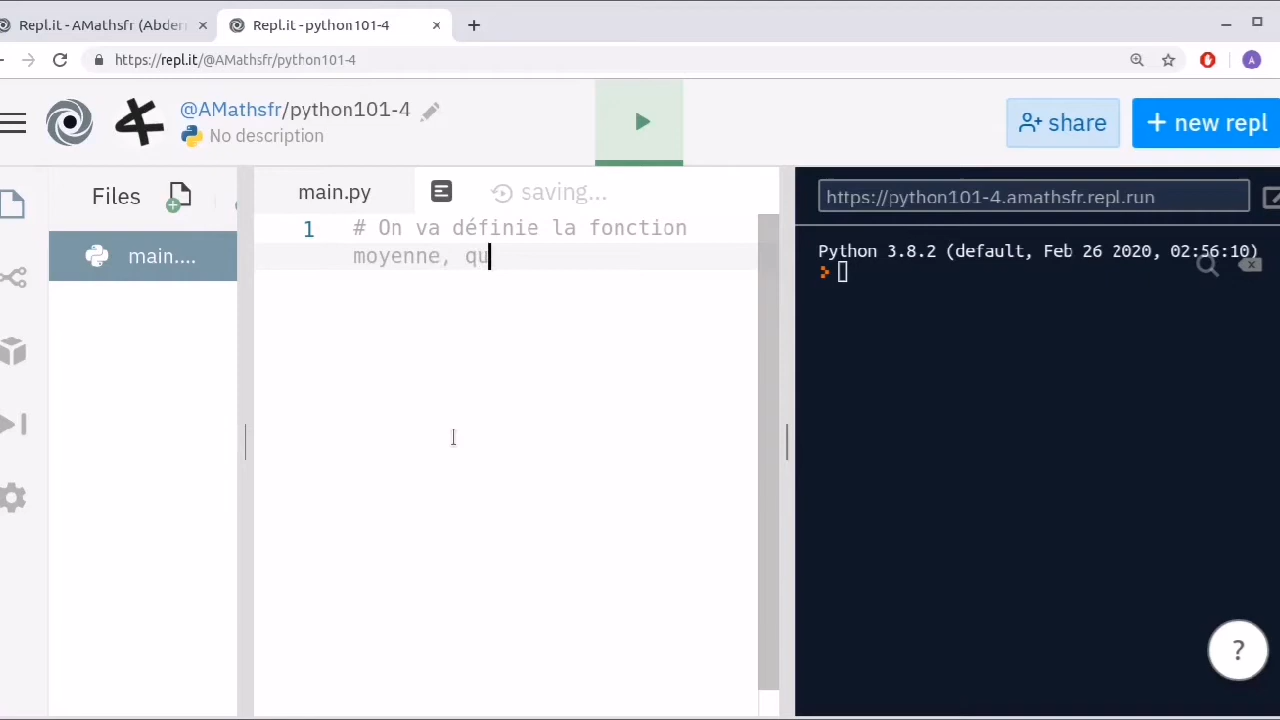 Repl.it - AMathsfr (Abderr
Repl.it - python101-4
https://repl.it/@AMathsfr/python101-4
A
@AMathsfr/python101-4
No description
share
+ new repl
Files
main....
main.py
saving...
1 # On va définie la fonction
moyenne, qu
https://python101-4.amathsfr.repl.run
Python 3.8.2 (default, Feb 26 2020, 02:56:10)
?